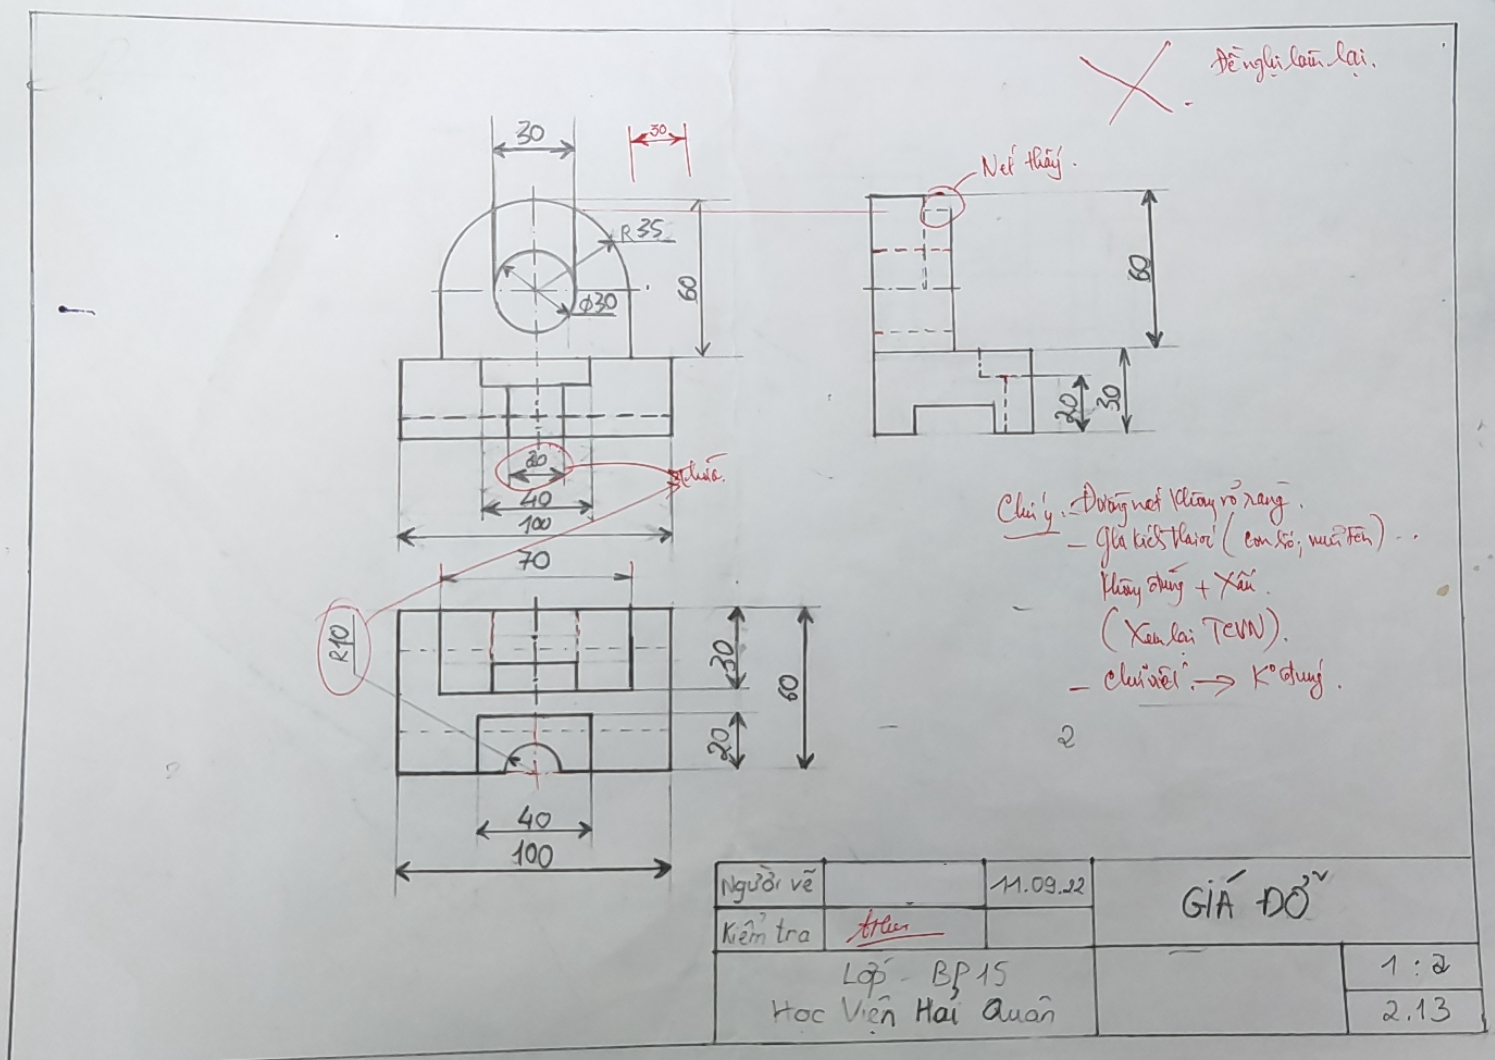 Đề nghị làm lại.
30
30
Nét thấy.
R35
Ø30
60
60
20
30
20
thừa.
40
100
70
Chú ý: - Đường nét không rõ ràng.
- Ghi kích thước (con số, mũi tên) ..
không đúng + xấu.
(Xem lại TCVN).
- chữ viết → Ko đúng.
R10
30
60
20
2
40
100
Người vẽ 11.09.22 GIÁ ĐỠ
Kiểm tra
Lớp - BP15 1:2
Học Viện Hải Quân 2.13